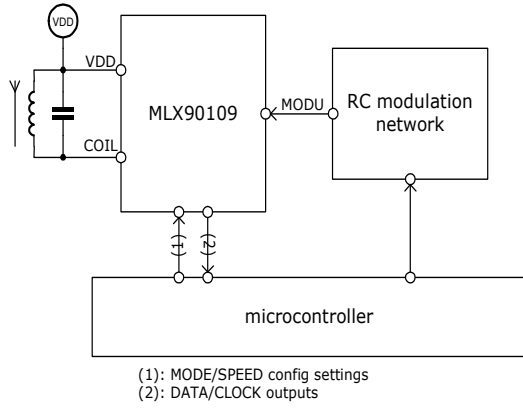 VDD
VDD
MLX90109
COIL
MODU
RC modulation
network
(1)
(2)
microcontroller
(1): MODE/SPEED config settings
(2): DATA/CLOCK outputs